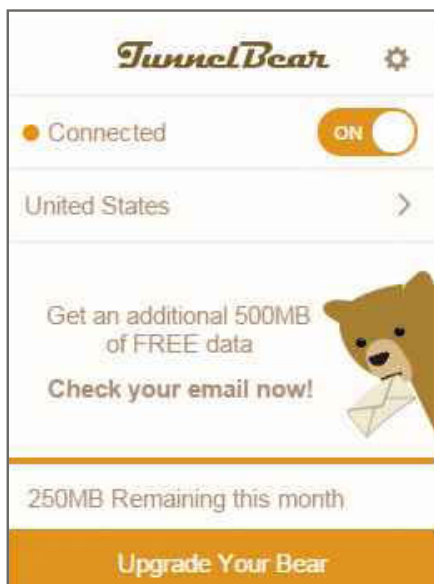 TunnelBear
Connected
ON
United States
Get an additional 500MB
of FREE data
Check your email now!
250MB Remaining this month
Upgrade Your Bear